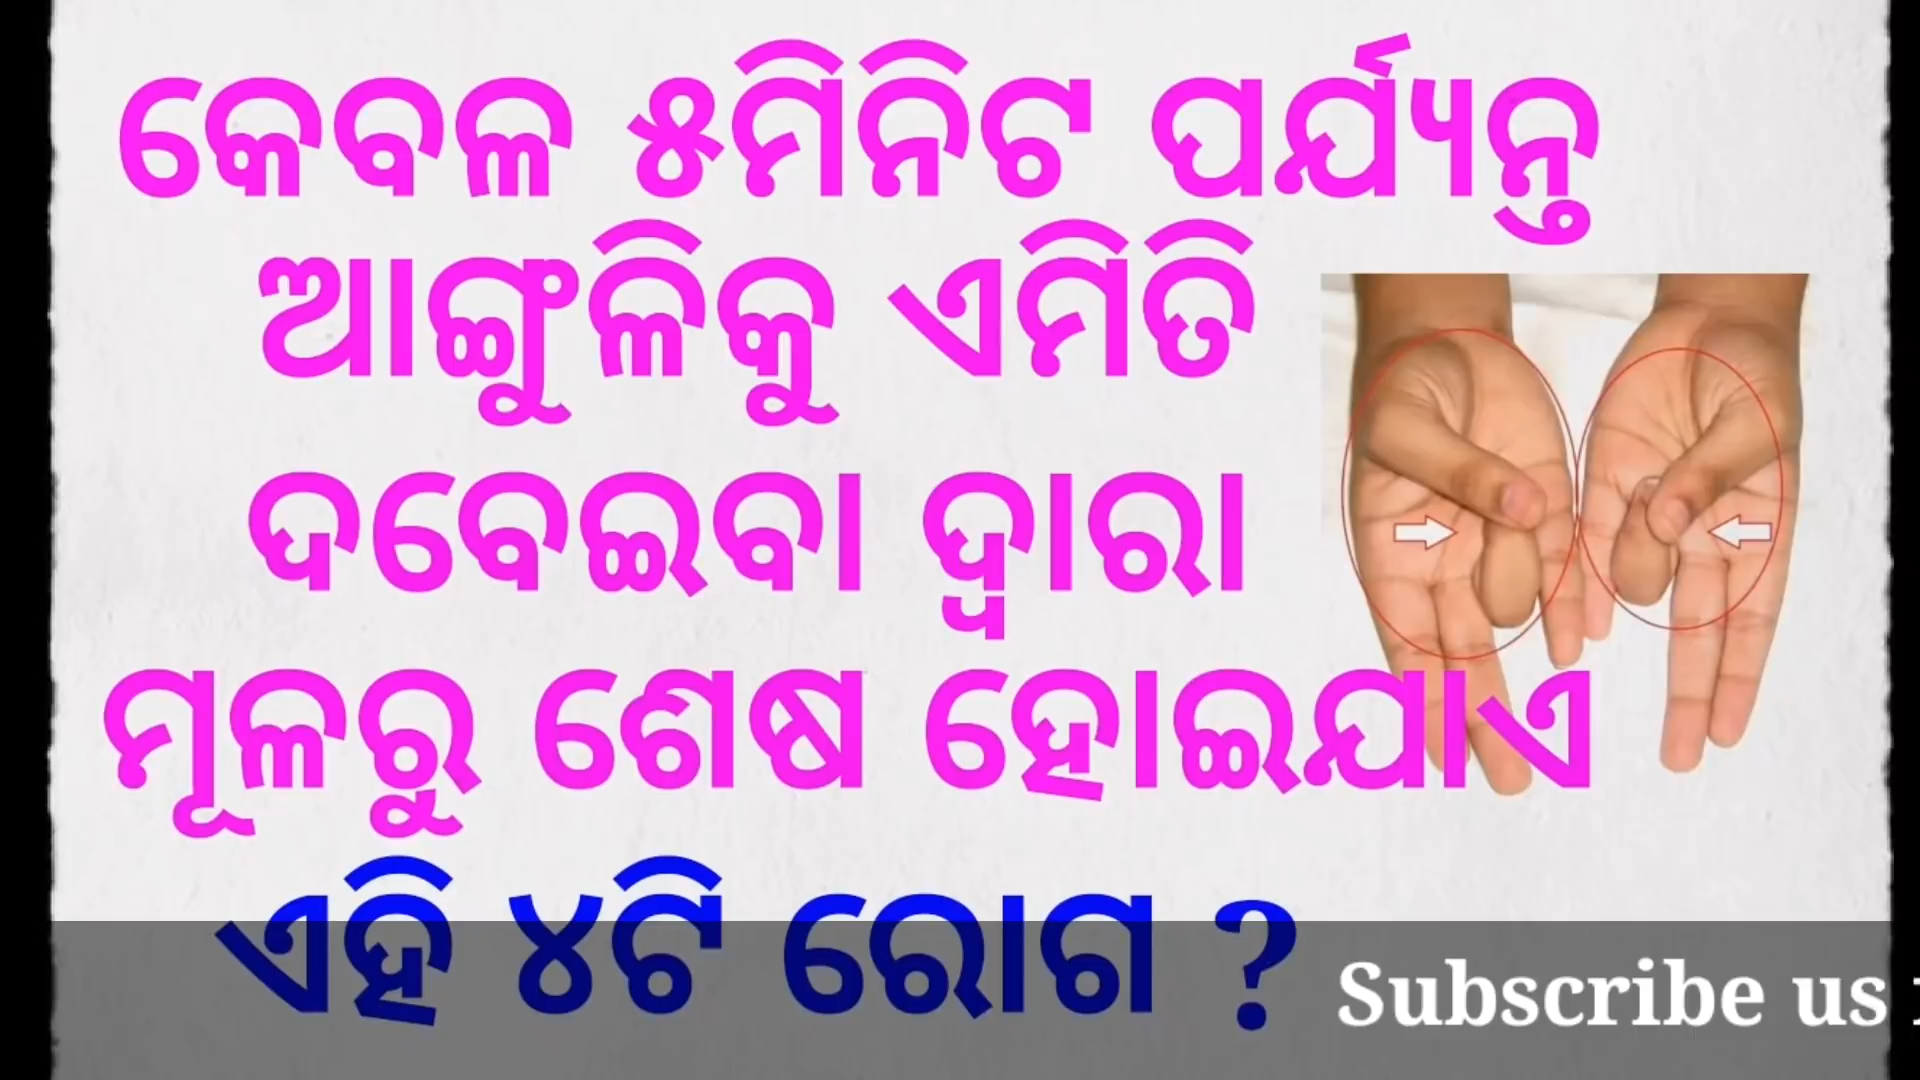 କେବଳ ୫ମିନିଟ ପର୍ଯ୍ୟନ୍ତ
ଆଙ୍ଗୁଳିକୁ ଏମିତି
ଦବେଇବା ଦ୍ୱାରା
ମୂଳରୁ ଶେଷ ହୋଇଯାଏ
ଏହି ୪ଟି ରୋଗ ?
Subscribe us